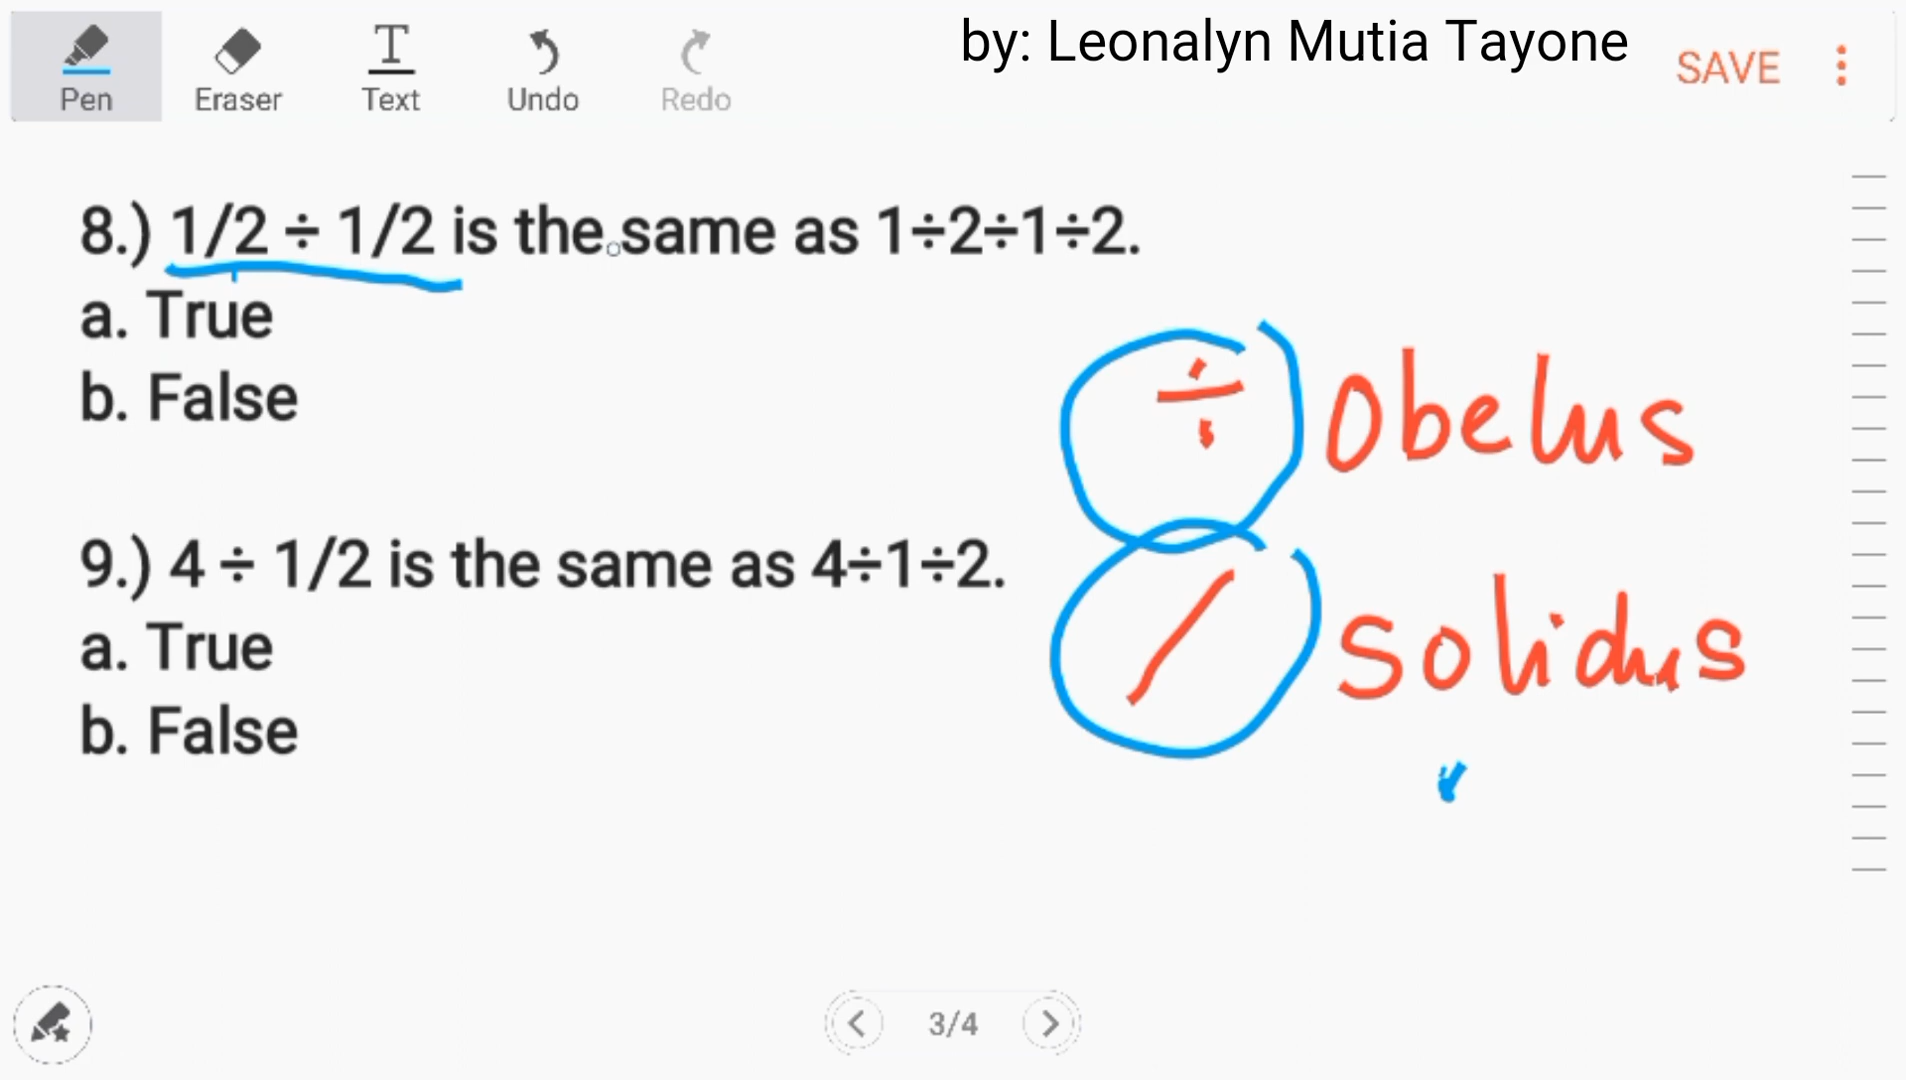 by: Leonalyn Mutia Tayone
SAVE
Pen
Eraser
Text
Undo
Redo
8.) 1/2 ÷ 1/2 is the same as 1÷2÷1÷2.
a. True
b. False
÷ Obelus
9.) 4 ÷ 1/2 is the same as 4÷1÷2.
a. True
b. False
/ Solidus
3/4